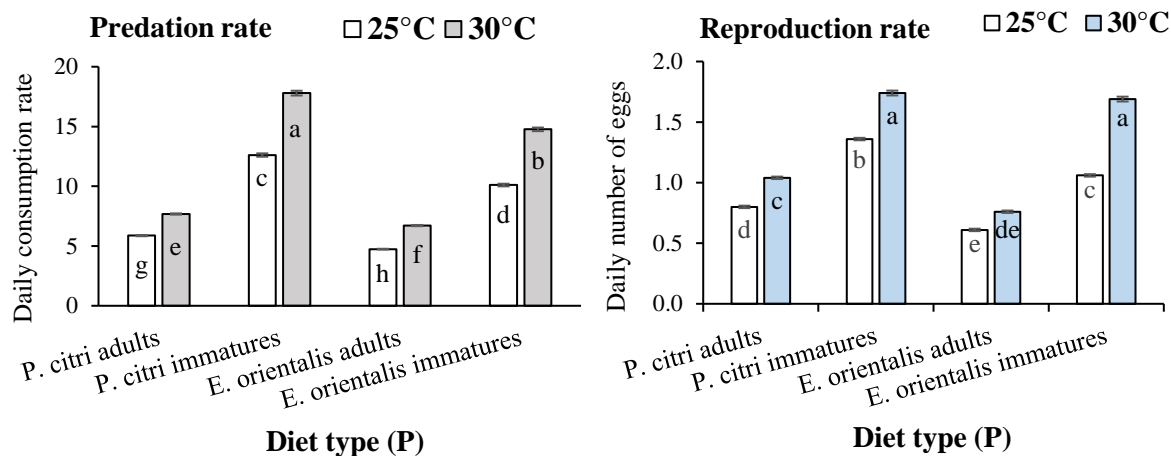 Predation rate
25°C 30°C
Daily consumption rate
20
15
10
5
0
g
e
c
a
h
f
d
b
P. citri adults
P. citri immatures
E. orientalis adults
E. orientalis immatures
Diet type (P)
Reproduction rate
25°C 30°C
Daily number of eggs
2.0
1.5
1.0
0.5
0.0
d
c
b
a
e
de
c
a
P. citri adults
P. citri immatures
E. orientalis adults
E. orientalis immatures
Diet type (P)